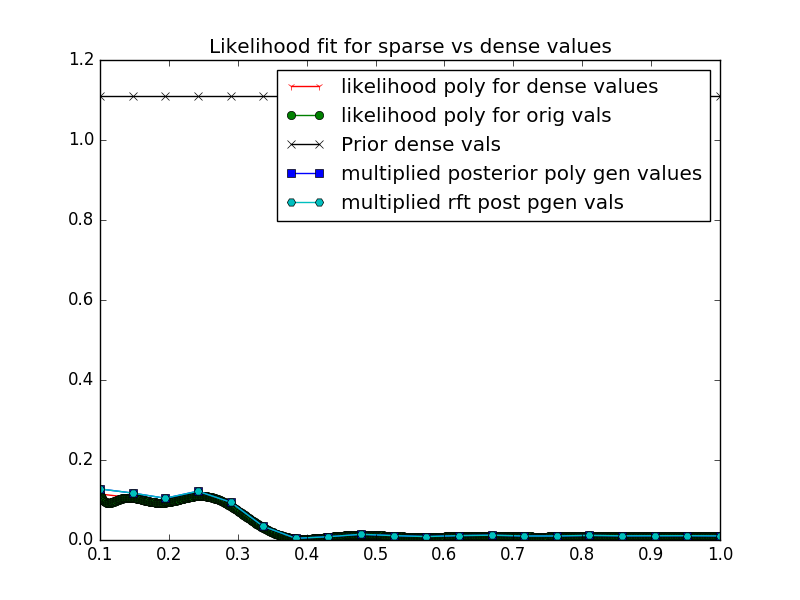 Likelihood fit for sparse vs dense values
1.2
likelihood poly for dense values
likelihood poly for orig vals
Prior dense vals
multiplied posterior poly gen values
multiplied rft post pgen vals
1.0
0.8
0.6
0.4
0.2
0.0
0.1 0.2 0.3 0.4 0.5 0.6 0.7 0.8 0.9 1.0